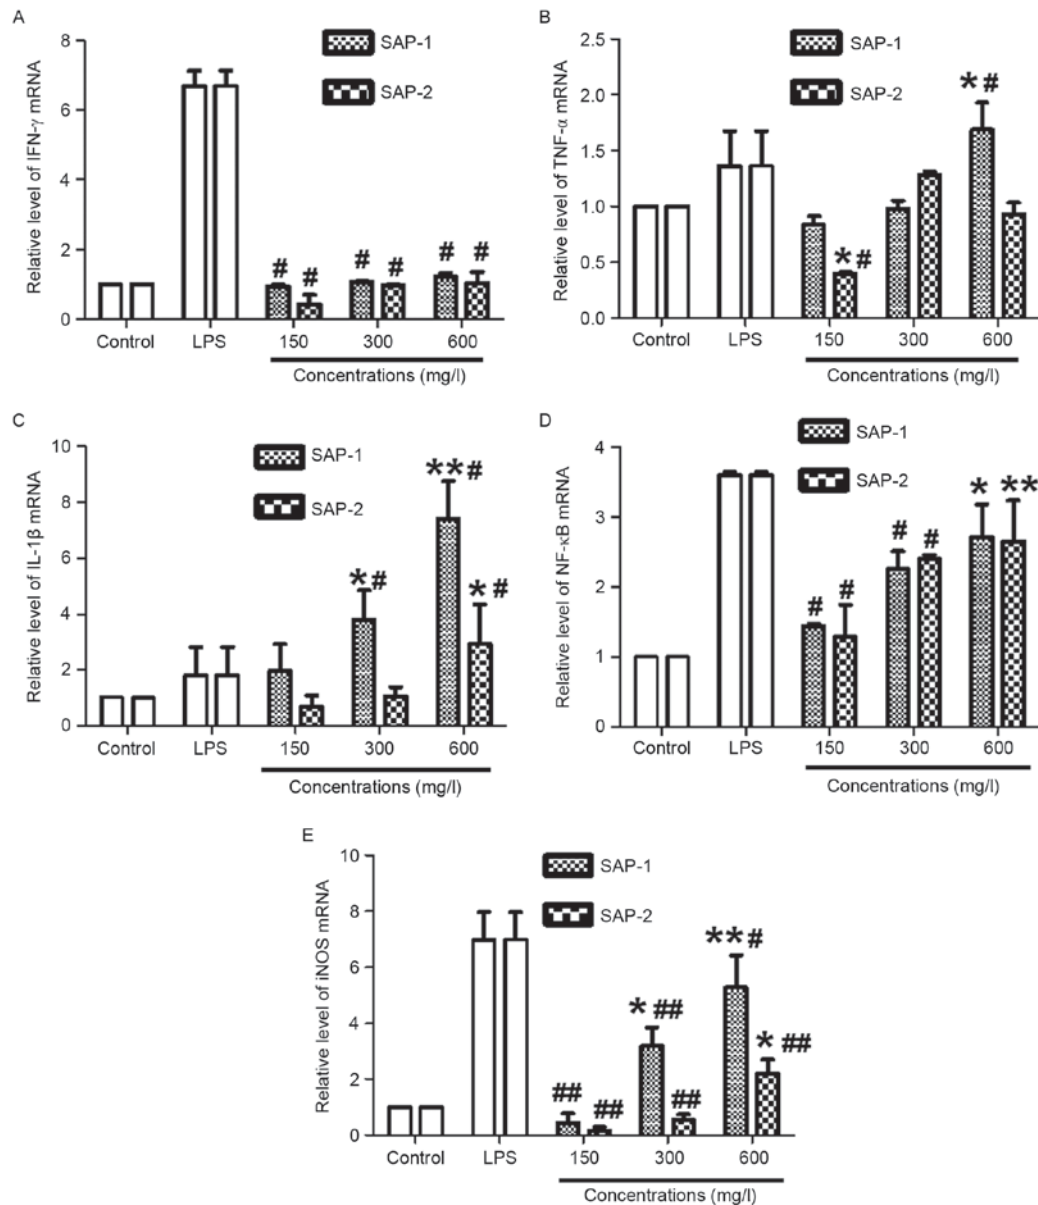 A
Relative level of IFN-γ mRNA
8
6
4
2
0
SAP-1
SAP-2
# # # # # #
Control LPS 150 300 600
Concentrations (mg/l)
B
Relative level of TNF-α mRNA
2.5
2.0
1.5
1.0
0.5
0.0
SAP-1
SAP-2
*# *#
Control LPS 150 300 600
Concentrations (mg/l)
C
Relative level of IL-1β mRNA
10
8
6
4
2
0
SAP-1
SAP-2
*# **# *#
Control LPS 150 300 600
Concentrations (mg/l)
D
Relative level of NF-κB mRNA
4
3
2
1
0
SAP-1
SAP-2
# # # # * **
Control LPS 150 300 600
Concentrations (mg/l)
E
Relative level of iNOS mRNA
10
8
6
4
2
0
SAP-1
SAP-2
## ## *## ## **# *##
Control LPS 150 300 600
Concentrations (mg/l)